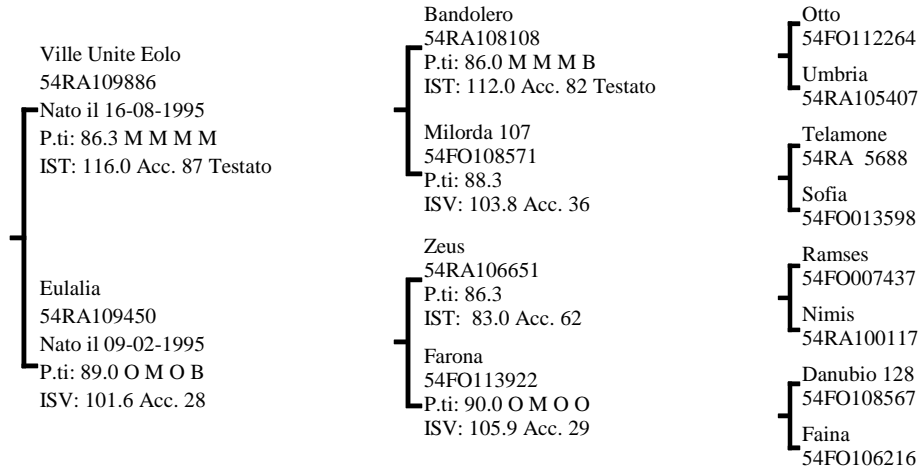 Ville Unite Eolo
54RA109886
Nato il 16-08-1995
P.ti: 86.3 M M M M
IST: 116.0 Acc. 87 Testato
Eulalia
54RA109450
Nato il 09-02-1995
P.ti: 89.0 O M O B
ISV: 101.6 Acc. 28
Bandolero
54RA108108
P.ti: 86.0 M M M B
IST: 112.0 Acc. 82 Testato
Milorda 107
54FO108571
P.ti: 88.3
ISV: 103.8 Acc. 36
Zeus
54RA106651
P.ti: 86.3
IST: 83.0 Acc. 62
Farona
54FO113922
P.ti: 90.0 O M O O
ISV: 105.9 Acc. 29
Otto
54FO112264
Umbria
54RA105407
Telamone
54RA 5688
Sofia
54FO013598
Ramses
54FO007437
Nimis
54RA100117
Danubio 128
54FO108567
Faina
54FO106216